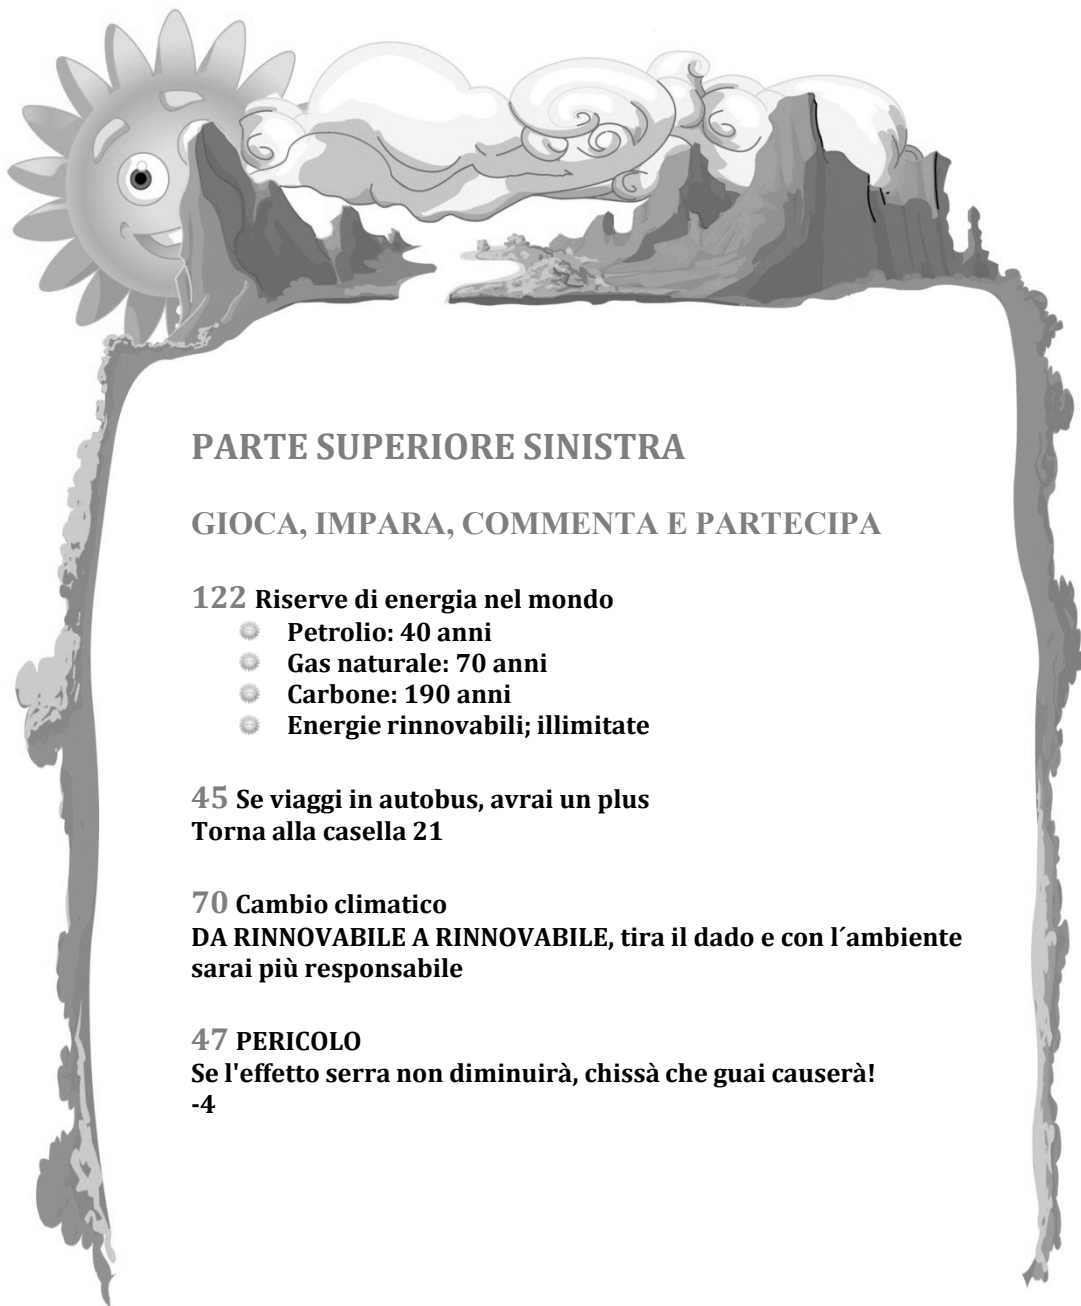 PARTE SUPERIORE SINISTRA
GIOCA, IMPARA, COMMENTA E PARTECIPA
122 Riserve di energia nel mondo
Petrolio: 40 anni
Gas naturale: 70 anni
Carbone: 190 anni
Energie rinnovabili; illimitate
45 Se viaggi in autobus, avrai un plus
Torna alla casella 21
70 Cambio climatico
DA RINNOVABILE A RINNOVABILE, tira il dado e con l´ambiente
sarai più responsabile
47 PERICOLO
Se l'effetto serra non diminuirà, chissà che guai causerà!
-4